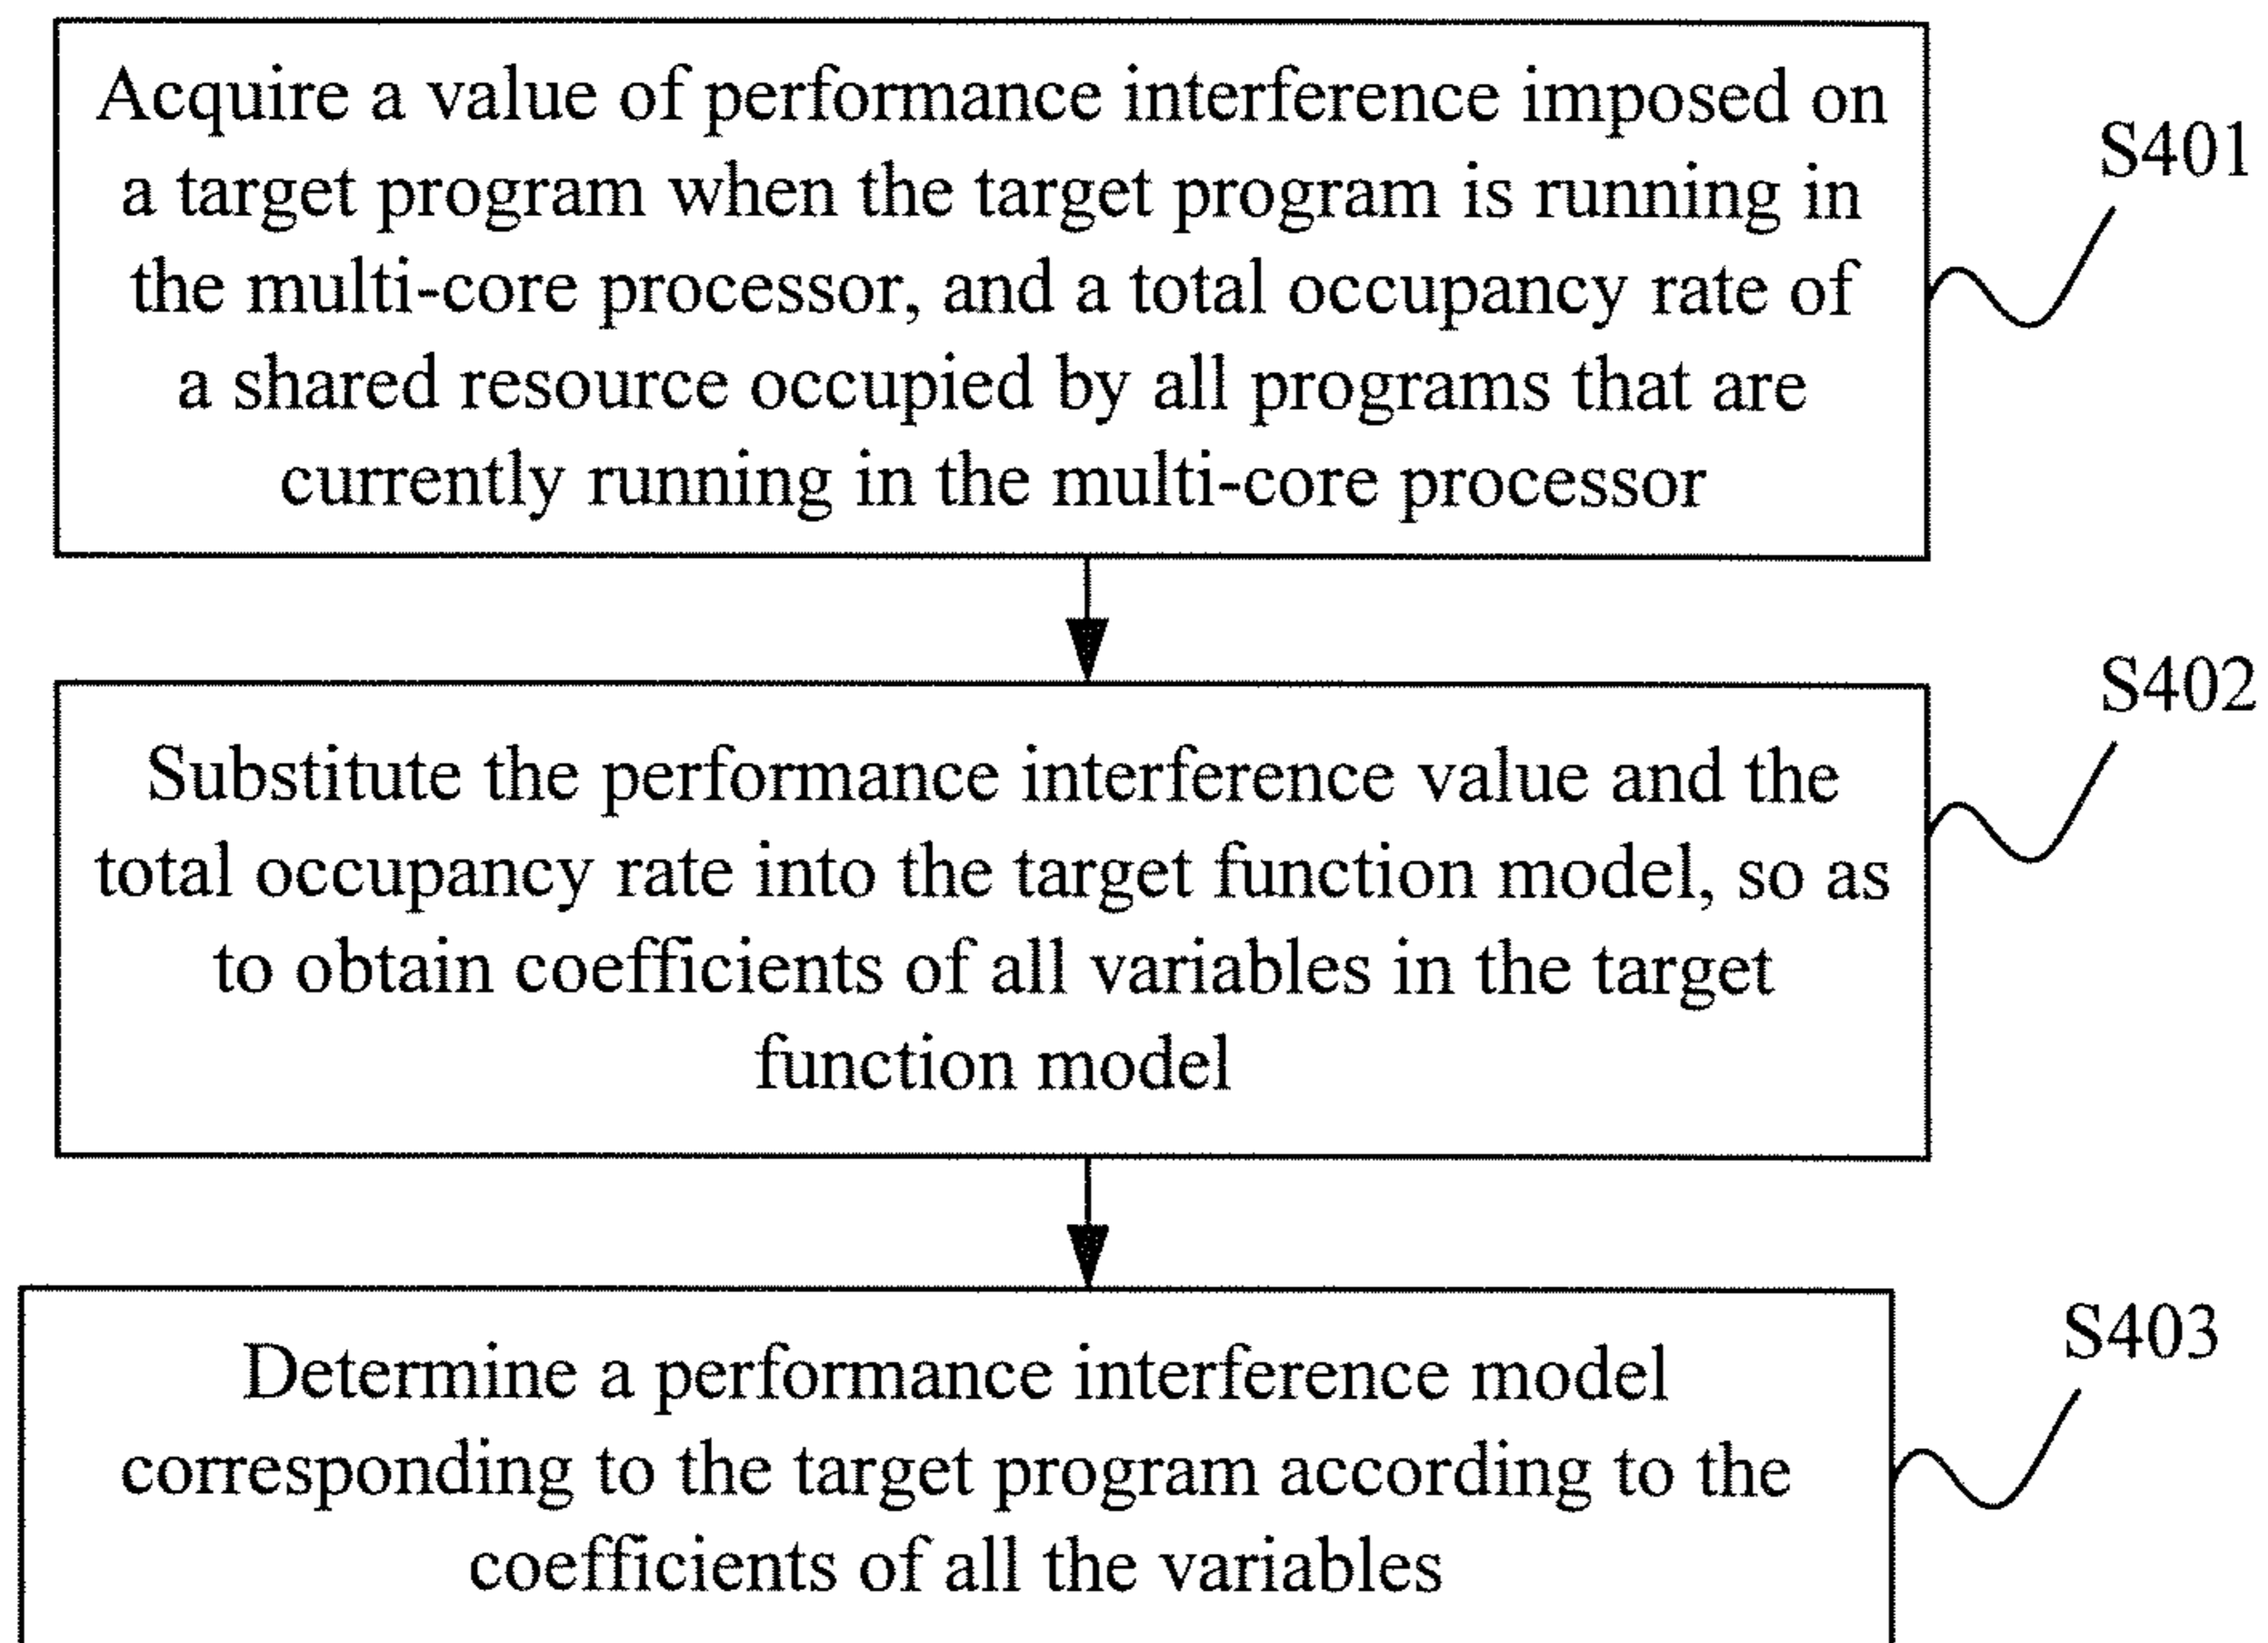 Acquire a value of performance interference imposed on
a target program when the target program is running in
the multi-core processor, and a total occupancy rate of
a shared resource occupied by all programs that are
currently running in the multi-core processor
S401
Substitute the performance interference value and the
total occupancy rate into the target function model, so as
to obtain coefficients of all variables in the target
function model
S402
Determine a performance interference model
corresponding to the target program according to the
coefficients of all the variables
S403